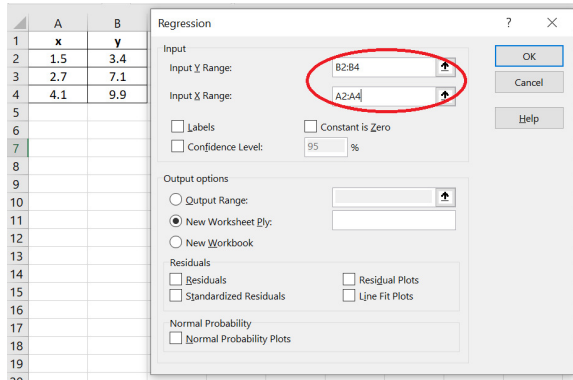 A B
1 x y
2 1.5 3.4
3 2.7 7.1
4 4.1 9.9
5
6
7
8
9
10
11
12
13
14
15
16
17
18
19
Regression ? ×
Input
Input Y Range: B2:B4
Input X Range: A2:A4
Labels Constant is Zero
Confidence Level: 95 %
OK
Cancel
Help
Output options
Output Range:
New Worksheet Ply:
New Workbook
Residuals
Residuals Residual Plots
Standardized Residuals Line Fit Plots
Normal Probability
Normal Probability Plots